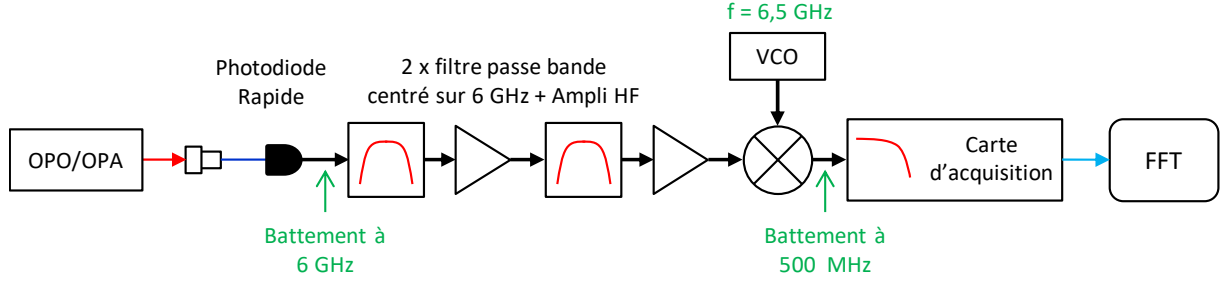 f = 6,5 GHz
VCO
Photodiode
Rapide
2 x filtre passe bande
centré sur 6 GHz + Ampli HF
OPO/OPA
Carte
d’acquisition
FFT
Battement à
6 GHz
Battement à
500 MHz